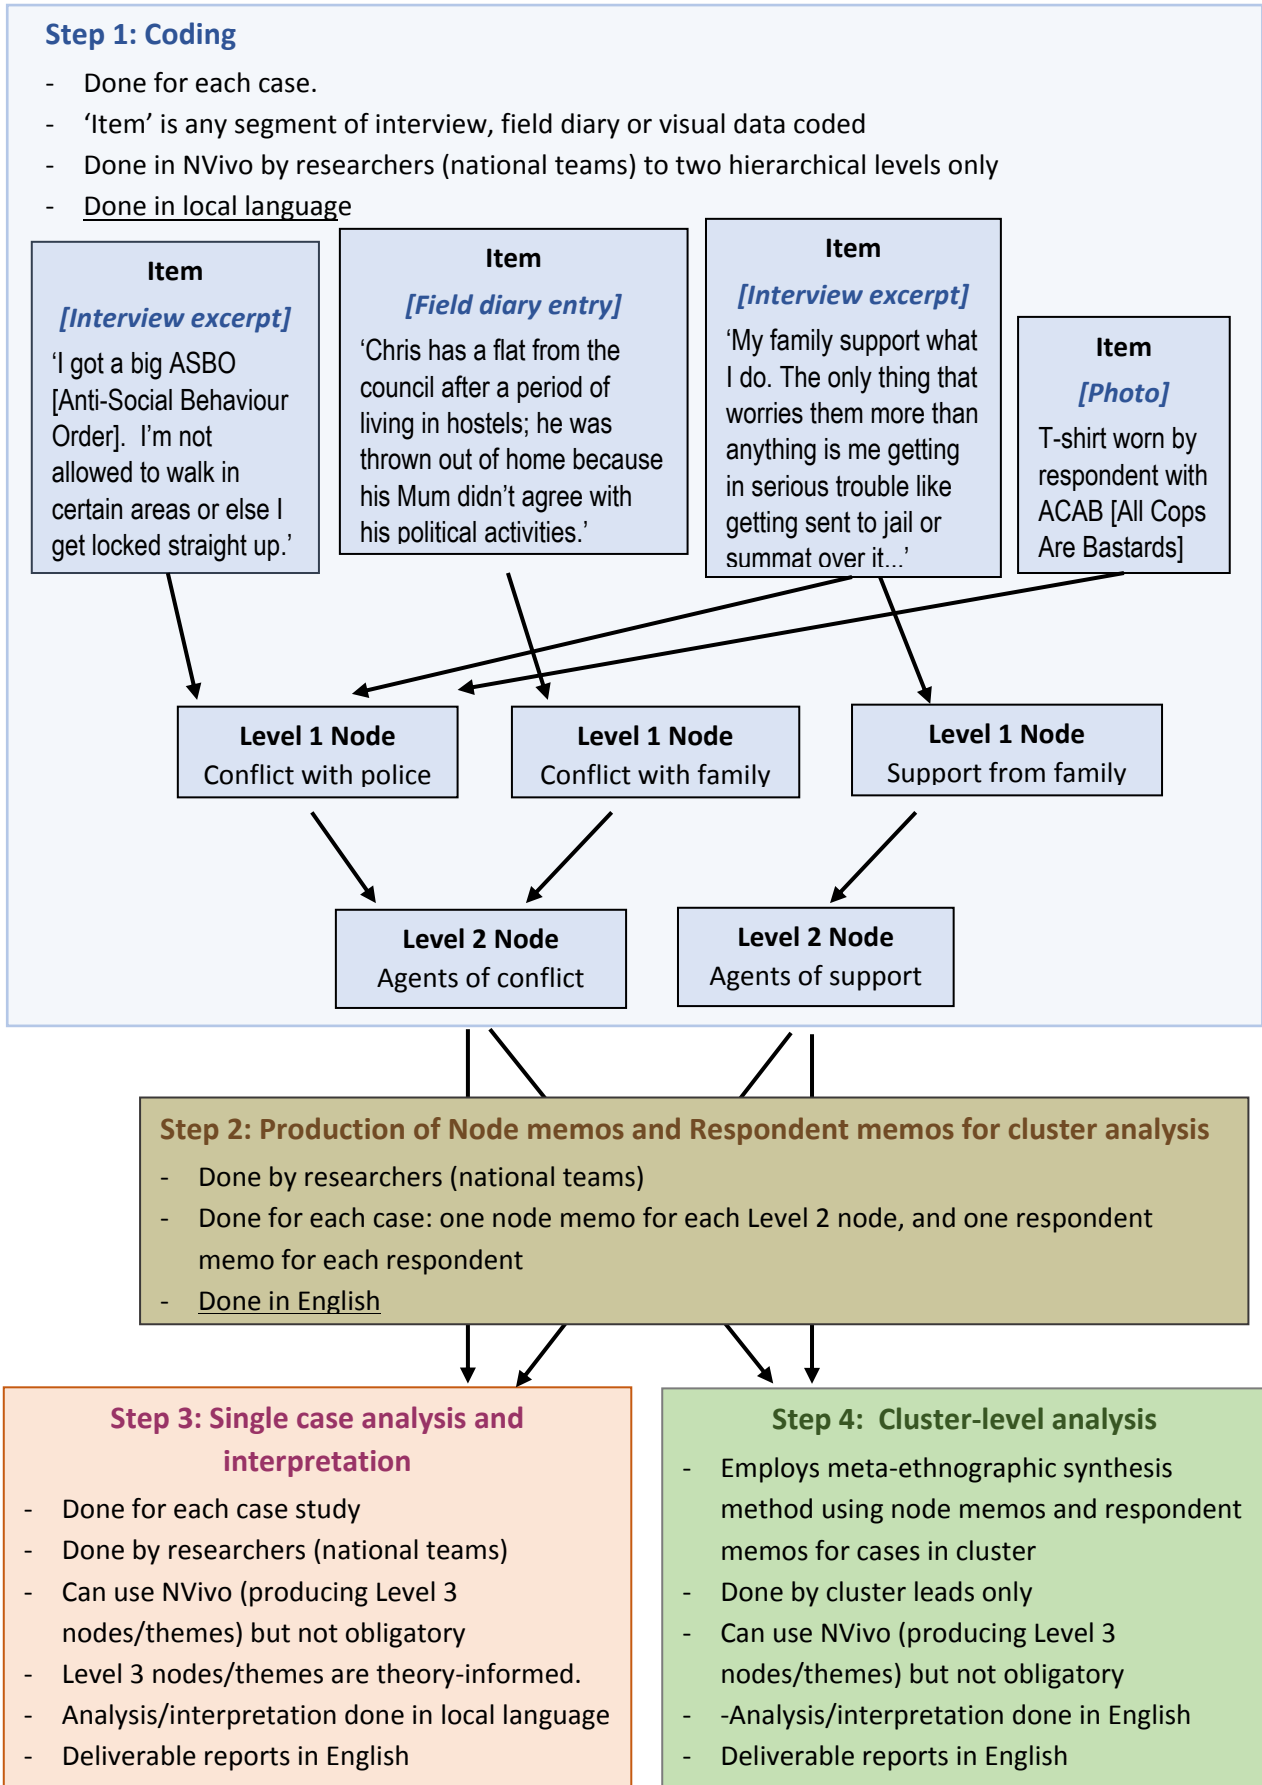 Step 1: Coding
- Done for each case.
- ‘Item’ is any segment of interview, field diary or visual data coded
- Done in NVivo by researchers (national teams) to two hierarchical levels only
- Done in local language
Item
[Interview excerpt]
‘I got a big ASBO
[Anti-Social Behaviour
Order]. I’m not
allowed to walk in
certain areas or else I
get locked straight up.’
Item
[Field diary entry]
‘Chris has a flat from the
council after a period of
living in hostels; he was
thrown out of home because
his Mum didn’t agree with
his political activities.’
Item
[Interview excerpt]
‘My family support what
I do. The only thing that
worries them more than
anything is me getting
in serious trouble like
getting sent to jail or
summat over it...’
Item
[Photo]
T-shirt worn by
respondent with
ACAB [All Cops
Are Bastards]
Level 1 Node
Conflict with police
Level 1 Node
Conflict with family
Level 1 Node
Support from family
Level 2 Node
Agents of conflict
Level 2 Node
Agents of support
Step 2: Production of Node memos and Respondent memos for cluster analysis
- Done by researchers (national teams)
- Done for each case: one node memo for each Level 2 node, and one respondent
memo for each respondent
- Done in English
Step 3: Single case analysis and
interpretation
- Done for each case study
- Done by researchers (national teams)
- Can use NVivo (producing Level 3
nodes/themes) but not obligatory
- Level 3 nodes/themes are theory-informed.
- Analysis/interpretation done in local language
- Deliverable reports in English
Step 4: Cluster-level analysis
- Employs meta-ethnographic synthesis
method using node memos and respondent
memos for cases in cluster
- Done by cluster leads only
- Can use NVivo (producing Level 3
nodes/themes) but not obligatory
- -Analysis/interpretation done in English
- Deliverable reports in English